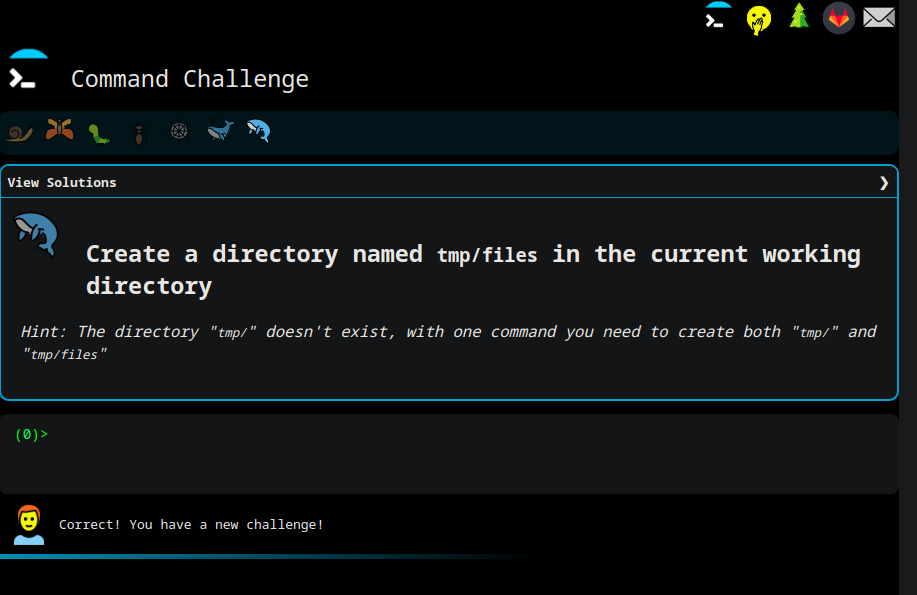 Command Challenge
View Solutions ❯
Create a directory named tmp/files in the current working
directory
Hint: The directory "tmp/" doesn't exist, with one command you need to create both "tmp/" and
"tmp/files"
(0)>
Correct! You have a new challenge!